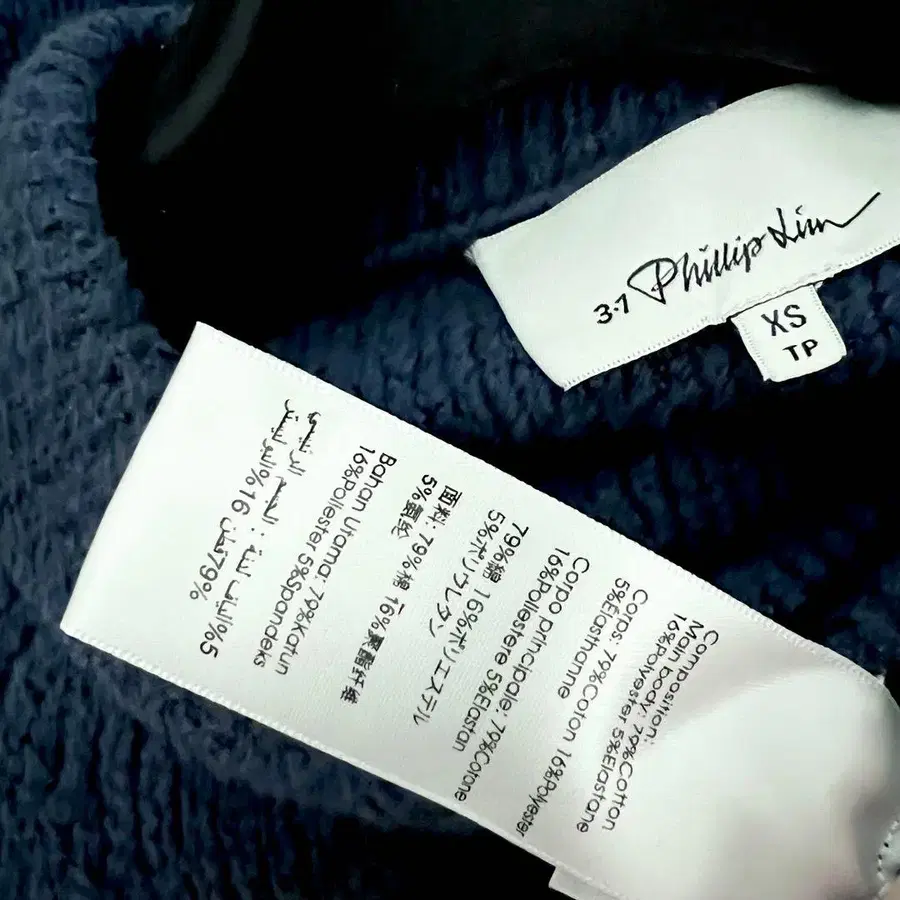 3.1 Phillip Lim
XS
TP
Composition:
Main body: 79%Cotton
16%Polyester 5%Elastane
Corps: 79%Coton 16%Polyester
5%Elasthanne
Corpo principale: 79%Cotone
16%Poliestere 5%Elastan
79%綿 16%ポリエステル
5%ポリウレタン
面料: 79%棉 16%聚酯纤维
5%氨纶
Bahan Utama: 79%Katun
16%Poliester 5%Spandeks